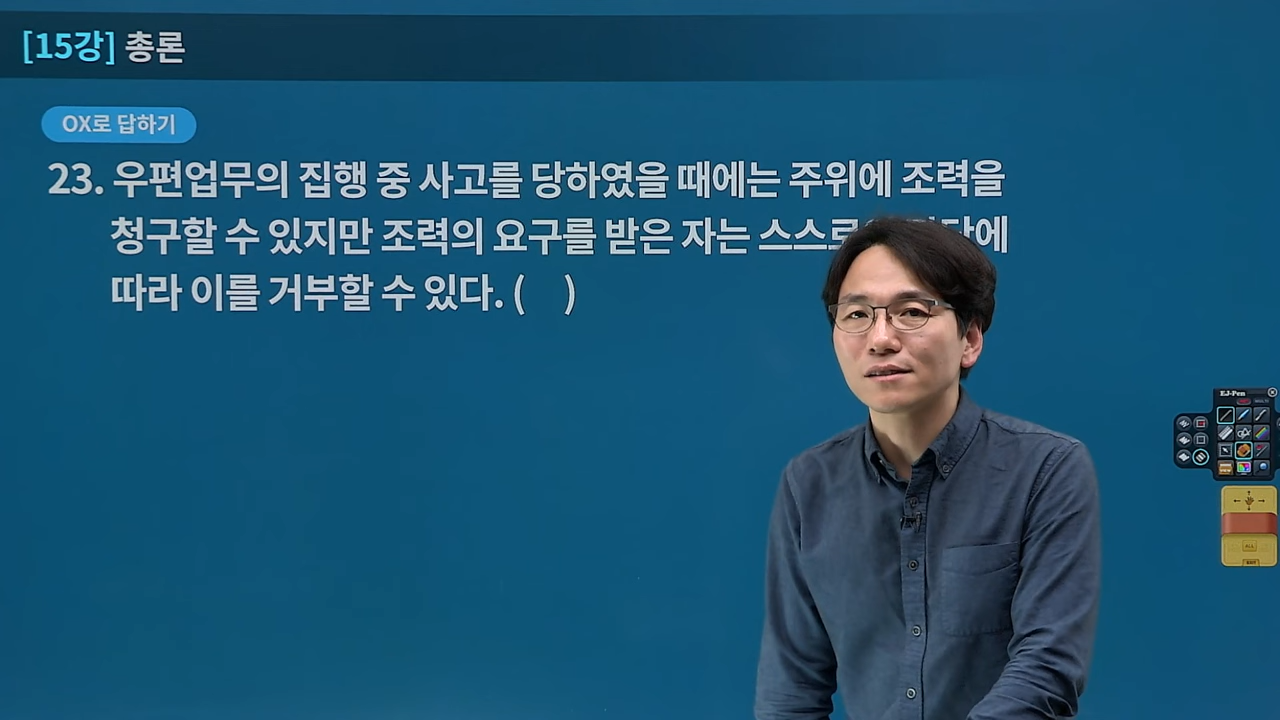 [15강] 총론
OX로 답하기
23. 우편업무의 집행 중 사고를 당하였을 때에는 주위에 조력을
청구할 수 있지만 조력의 요구를 받은 자는 스스로
따라 이를 거부할 수 있다. (    )
EJ-Pen